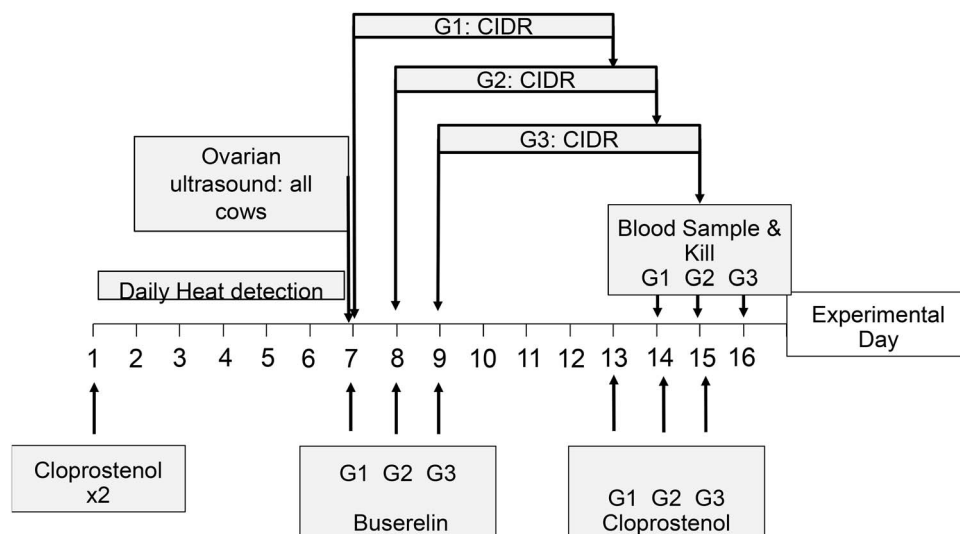 G1: CIDR
G2: CIDR
G3: CIDR
Ovarian
ultrasound: all
cows
Blood Sample &
Kill
G1 G2 G3
Daily Heat detection
Experimental
Day
1 2 3 4 5 6 7 8 9 10 11 12 13 14 15 16
Cloprostenol
x2
G1 G2 G3
Buserelin
G1 G2 G3
Cloprostenol